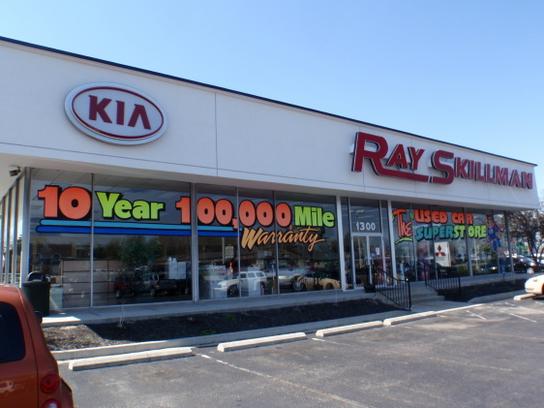 KIA
RAY SKILLMAN
10 Year 100,000 Mile
Warranty
1300
The USED CAR
SUPERSTORE